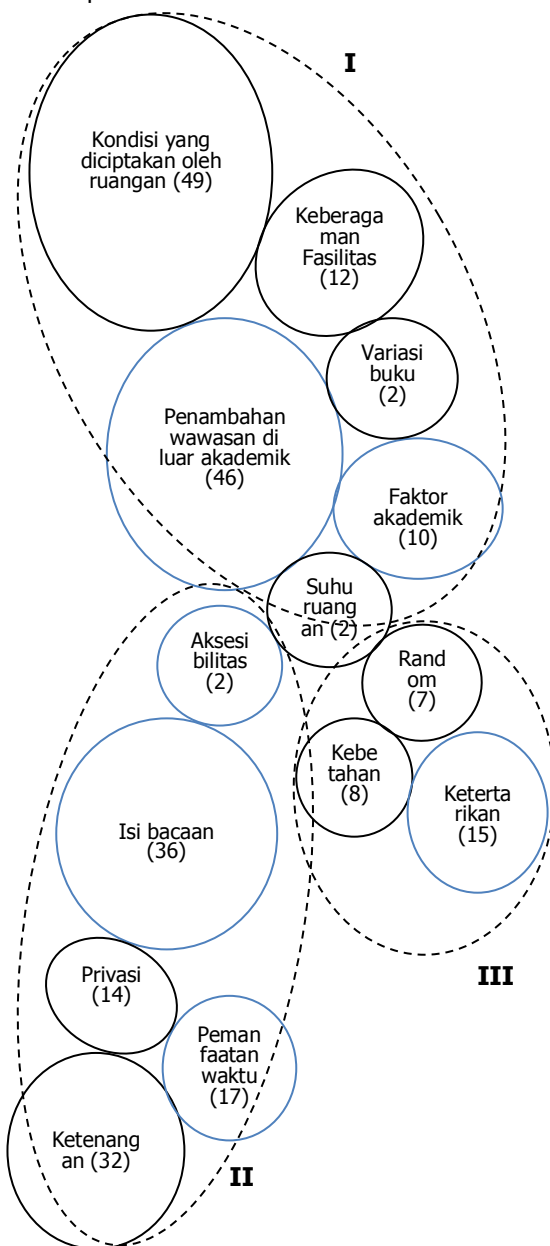 I
Kondisi yang
diciptakan oleh
ruangan (49)
Keberaga
man
Fasilitas
(12)
Variasi
buku
(2)
Penambahan
wawasan di
luar akademik
(46)
Faktor
akademik
(10)
Suhu
ruang
an (2)
Aksesi
bilitas
(2)
Rand
om
(7)
Kebe
tahan
(8)
Keterta
rikan
(15)
Isi bacaan
(36)
III
Privasi
(14)
Peman
faatan
waktu
(17)
Ketenang
an (32)
II